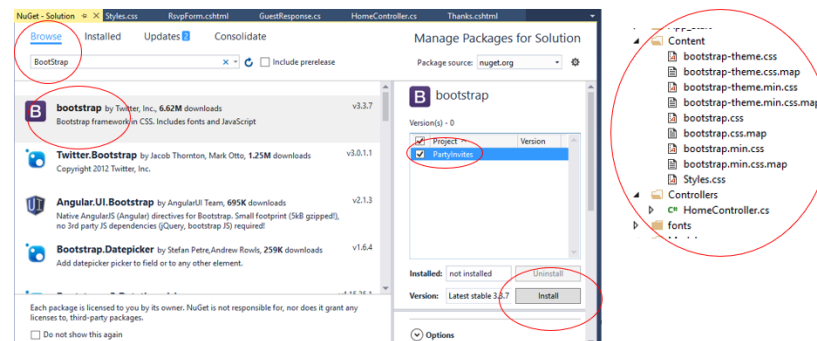 NuGet - Solution Styles.css RsvpForm.cshtml GuestResponse.cs HomeController.cs Thanks.cshtml
Browse Installed Updates 2 Consolidate
Manage Packages for Solution
BootStrap
Include prerelease
Package source: nuget.org
B bootstrap by Twitter, Inc., 6.62M downloads v3.3.7
Bootstrap framework in CSS. Includes fonts and JavaScript
Twitter.Bootstrap by Jacob Thornton, Mark Otto, 1.25M downloads v3.0.1.1
Copyright 2012 Twitter, Inc.
UI Angular.UI.Bootstrap by AngularUI Team, 695K downloads v2.1.3
Native AngularJS (Angular) directives for Bootstrap. Small footprint (5kB gzipped!),
no 3rd party JS dependencies (jQuery, bootstrap JS) required!
Bootstrap.Datepicker by Stefan Petre,Andrew Rowls, 259K downloads v1.6.4
Add datepicker picker to field or to any other element.
Each package is licensed to you by its owner. NuGet is not responsible for, nor does it grant any
licenses to, third-party packages.
Do not show this again
B bootstrap
Version(s) - 0
Project Version
PartyInvites
Installed: not installed Uninstall
Version: Latest stable 3.3.7 Install
Options
Content
bootstrap-theme.css
bootstrap-theme.css.map
bootstrap-theme.min.css
bootstrap-theme.min.css.map
bootstrap.css
bootstrap.css.map
bootstrap.min.css
bootstrap.min.css.map
Styles.css
Controllers
C# HomeController.cs
fonts